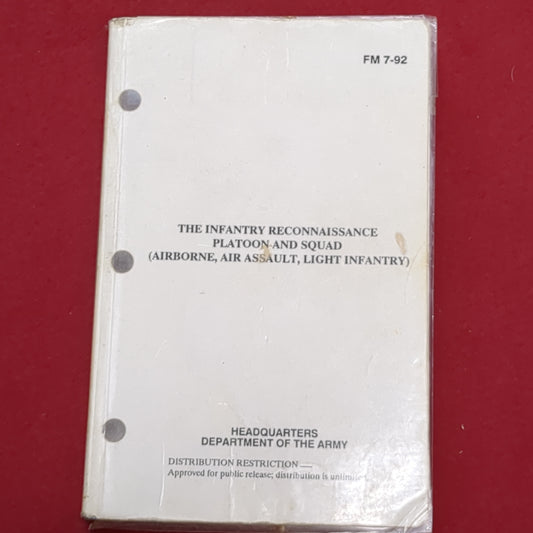 FM 7-92
THE INFANTRY RECONNAISSANCE
PLATOON AND SQUAD
(AIRBORNE, AIR ASSAULT, LIGHT INFANTRY)
HEADQUARTERS
DEPARTMENT OF THE ARMY
DISTRIBUTION RESTRICTION —
Approved for public release; distribution is unlimited.